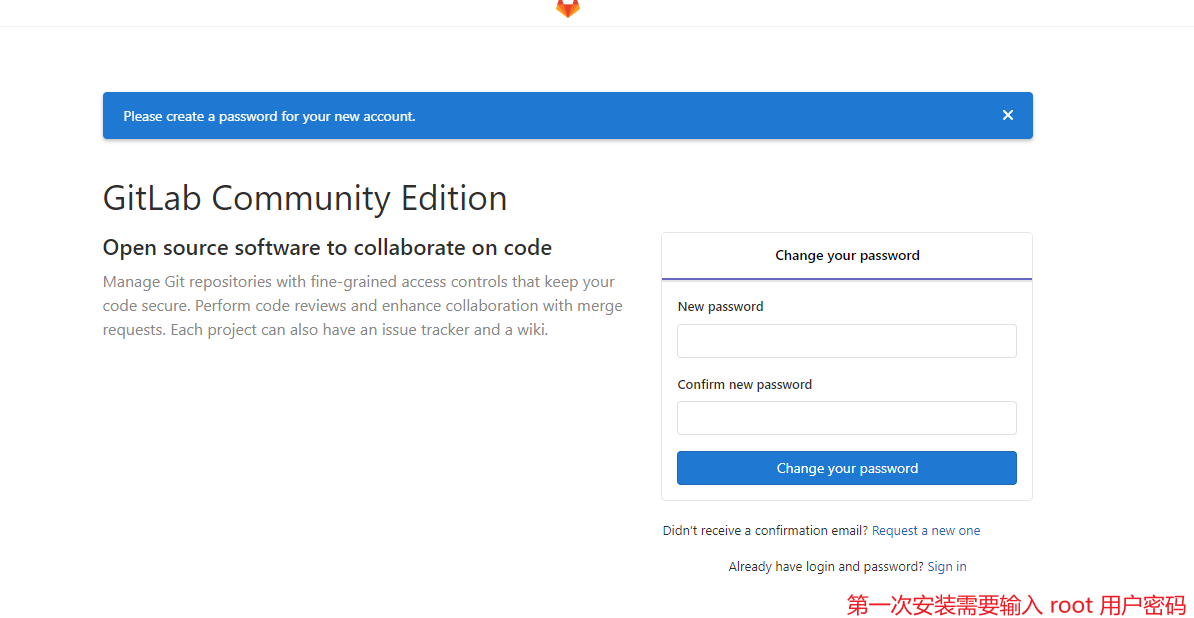 Please create a password for your new account.
GitLab Community Edition
Open source software to collaborate on code
Manage Git repositories with fine-grained access controls that keep your
code secure. Perform code reviews and enhance collaboration with merge
requests. Each project can also have an issue tracker and a wiki.
Change your password
New password
Confirm new password
Change your password
Didn't receive a confirmation email? Request a new one
Already have login and password? Sign in
第一次安装需要输入 root 用户密码